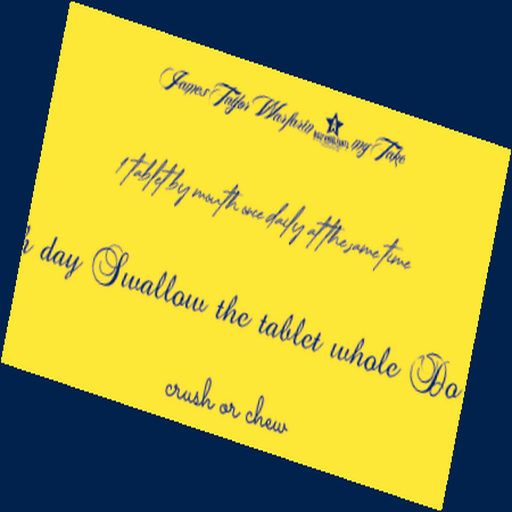 James Taylor Warfarin mg Take
1 tablet by mouth once daily at the same time
day Swallow the tablet whole Do
crush or chew